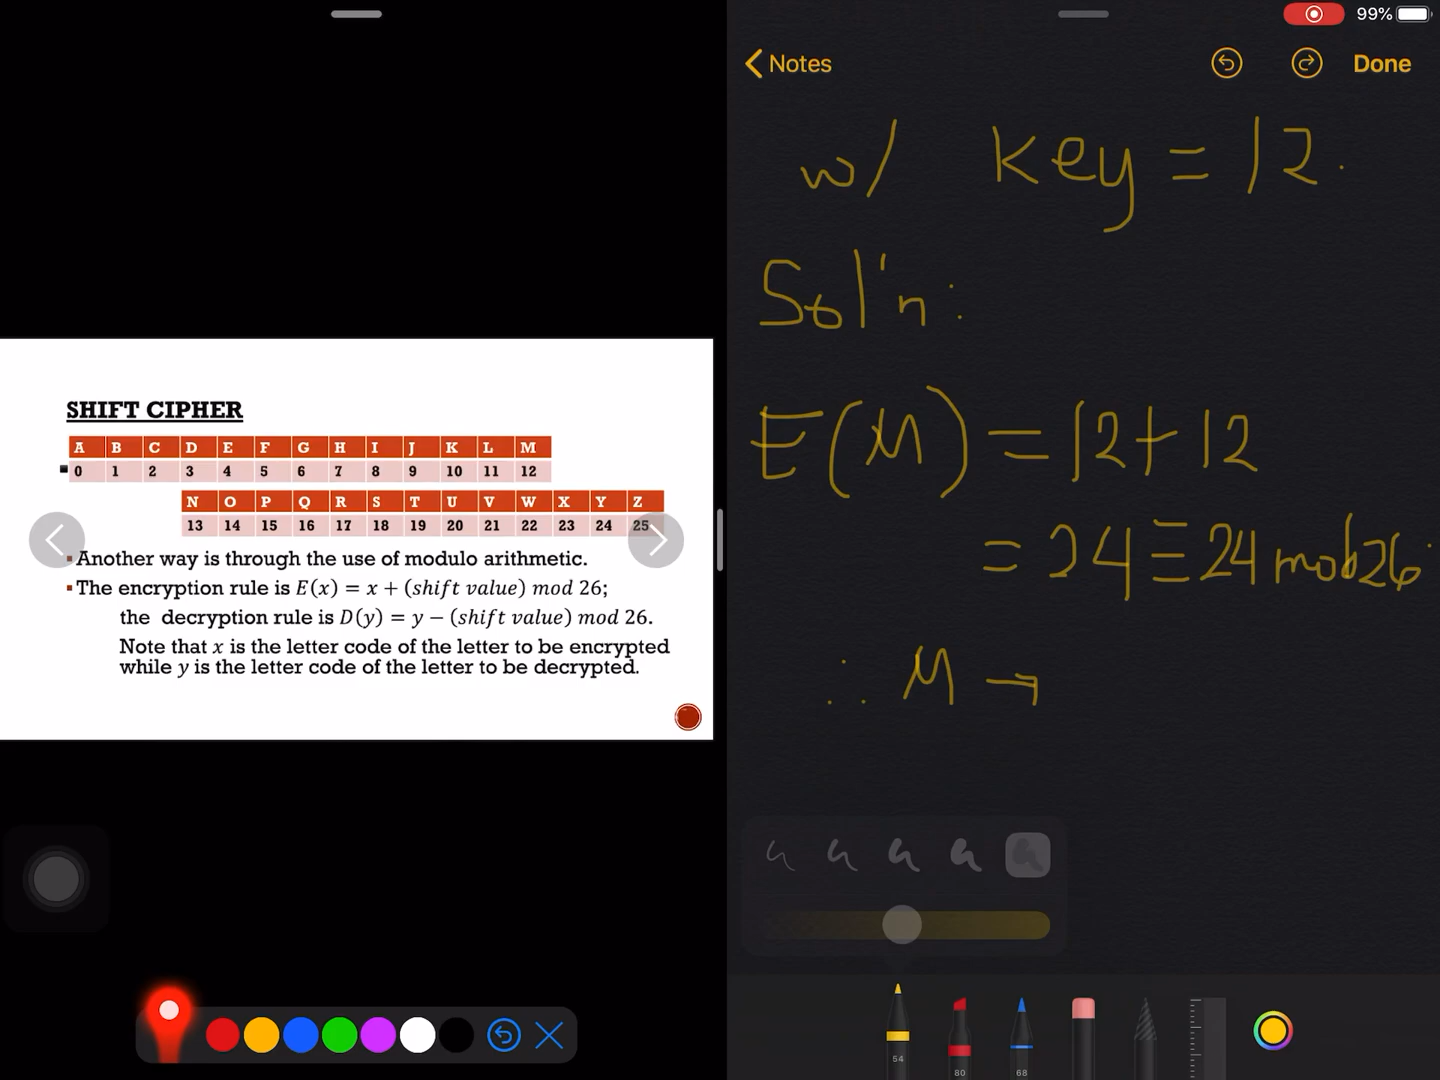 99%
Notes
Done
SHIFT CIPHER
A B C D E F G H I J K L M
0 1 2 3 4 5 6 7 8 9 10 11 12
N O P Q R S T U V W X Y Z
13 14 15 16 17 18 19 20 21 22 23 24 25
Another way is through the use of modulo arithmetic.
The encryption rule is E(x) = x + (shift value) mod 26;
the decryption rule is D(y) = y − (shift value) mod 26.
Note that x is the letter code of the letter to be encrypted
while y is the letter code of the letter to be decrypted.
w/ key = 12.
Sol'n:
E(M) = 12 + 12
= 24 ≡ 24 mod 26.
∴ M →
54
80
68